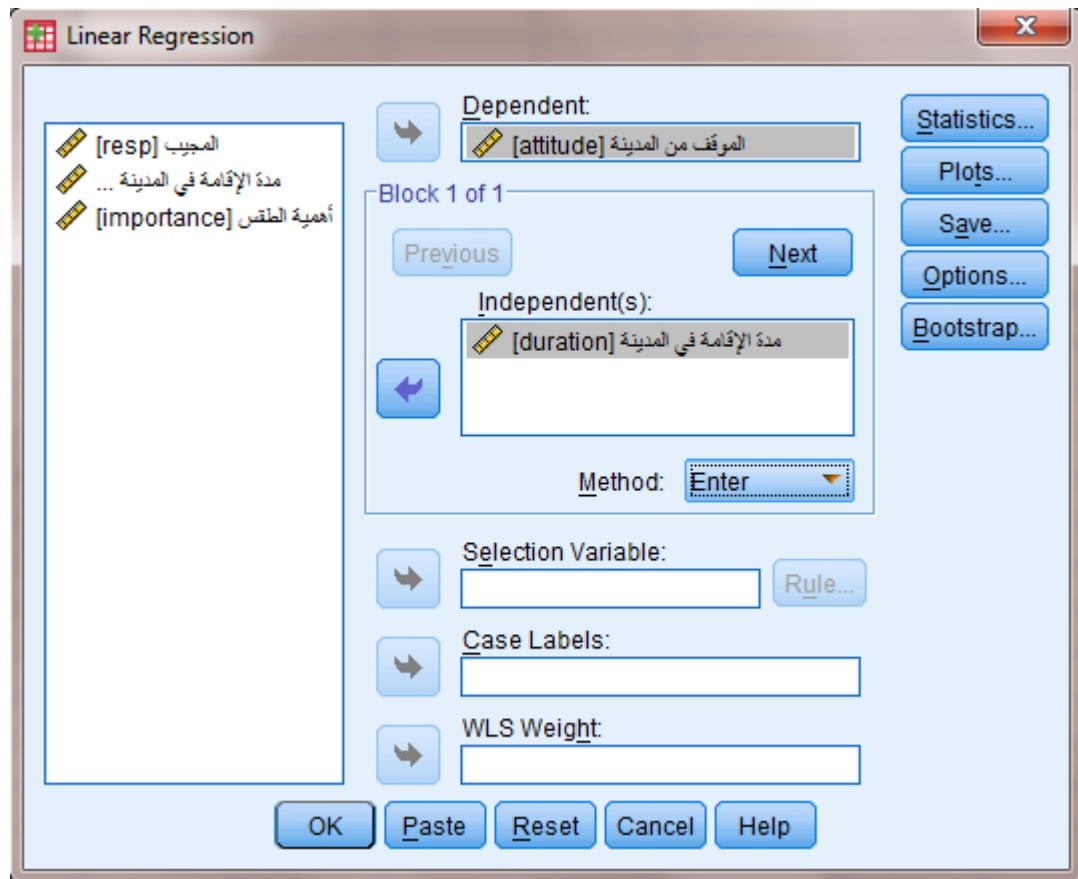 Linear Regression
المجيب [resp]
مدة الإقامة في المدينة ...
أهمية الطقس [importance]
Dependent:
الموقف من المدينة [attitude]
Block 1 of 1
Previous
Next
Independent(s):
مدة الإقامة في المدينة [duration]
Method: Enter
Selection Variable:
Rule...
Case Labels:
WLS Weight:
Statistics...
Plots...
Save...
Options...
Bootstrap...
OK Paste Reset Cancel Help